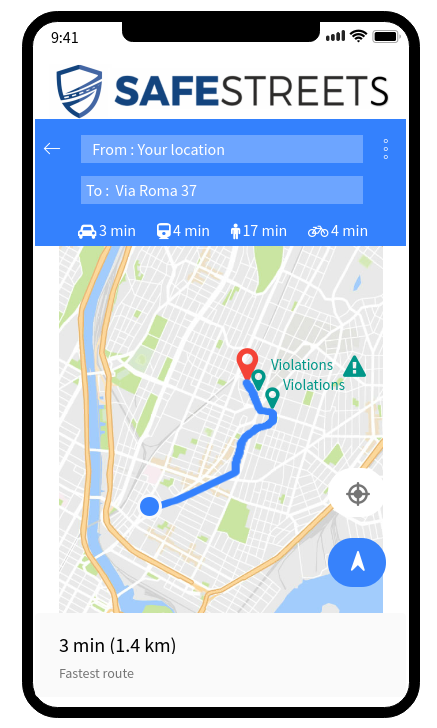 9:41
SAFESTREETS
From : Your location
To : Via Roma 37
3 min 4 min 17 min 4 min
Violations
Violations
3 min (1.4 km)
Fastest route